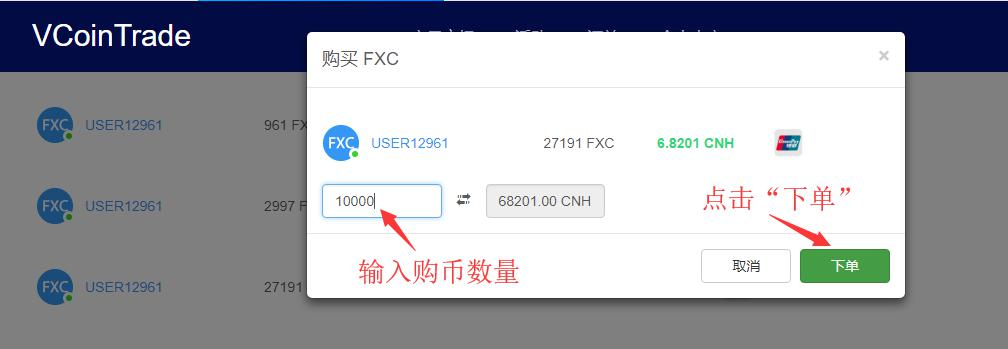 VCoinTrade
购买 FXC
×
FXC USER12961 961 FX
FXC USER12961 27191 FXC 6.8201 CNH
FXC USER12961 2997 F
10000 68201.00 CNH
点击“下单”
输入购币数量
取消 下单
FXC USER12961 27191